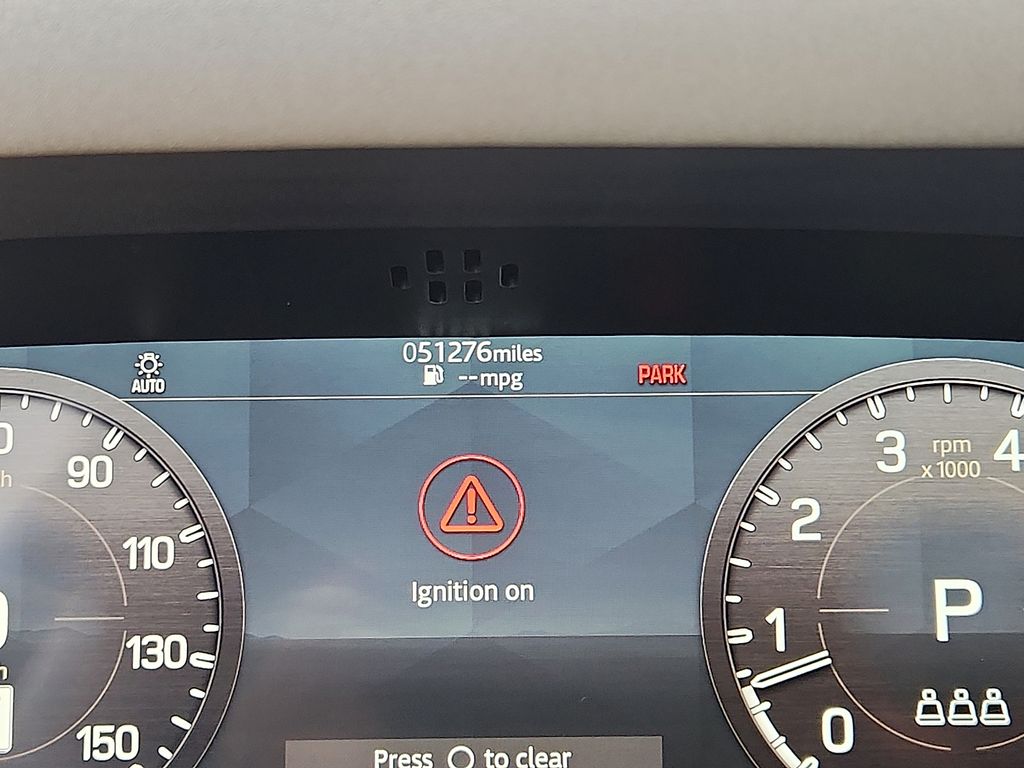 051276miles
--mpg
PARK
AUTO
Ignition on
Press to clear
90
110
130
150
rpm
x 1000
0
1
2
3
4
P